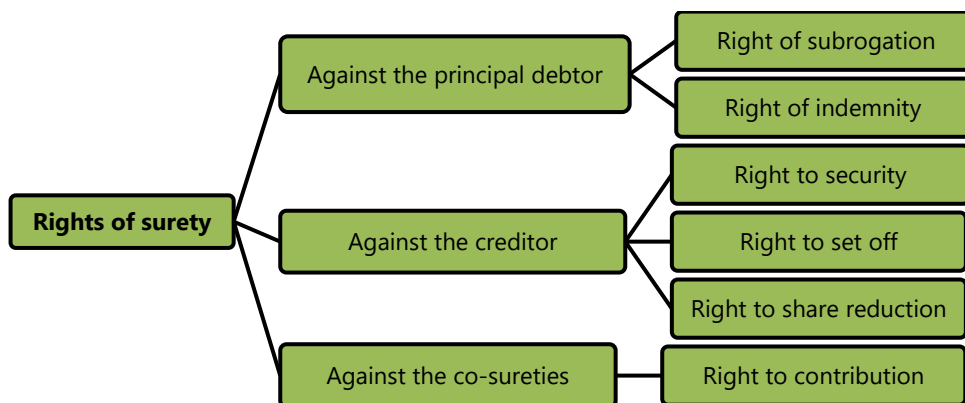 Rights of surety
Against the principal debtor
Right of subrogation
Right of indemnity
Against the creditor
Right to security
Right to set off
Right to share reduction
Against the co-sureties
Right to contribution